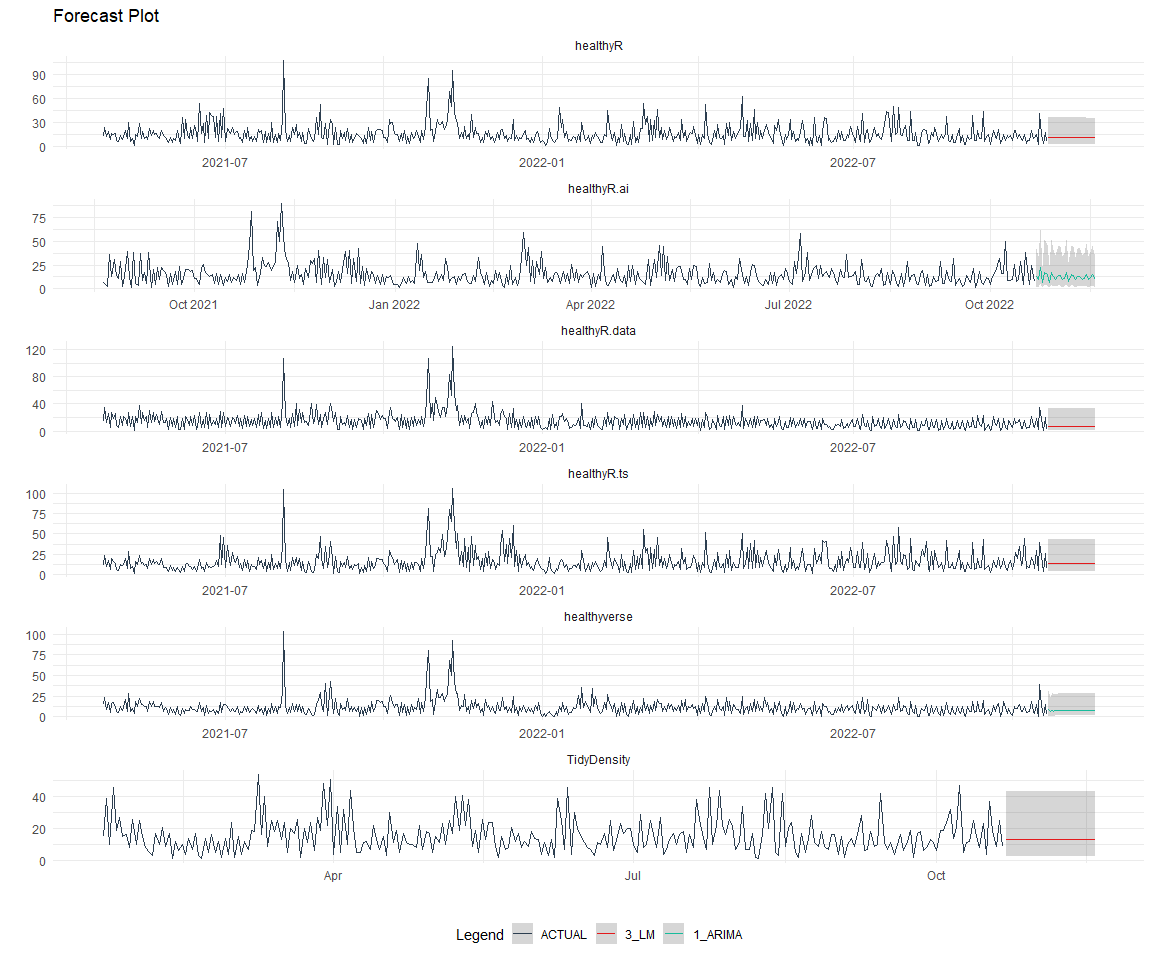 Forecast Plot
healthyR
90
60
30
0
2021-07 2022-01 2022-07
healthyR.ai
75
50
25
0
Oct 2021 Jan 2022 Apr 2022 Jul 2022 Oct 2022
healthyR.data
120
80
40
0
2021-07 2022-01 2022-07
healthyR.ts
100
75
50
25
0
2021-07 2022-01 2022-07
healthyverse
100
75
50
25
0
2021-07 2022-01 2022-07
TidyDensity
40
20
0
Apr Jul Oct
Legend ACTUAL 3_LM 1_ARIMA